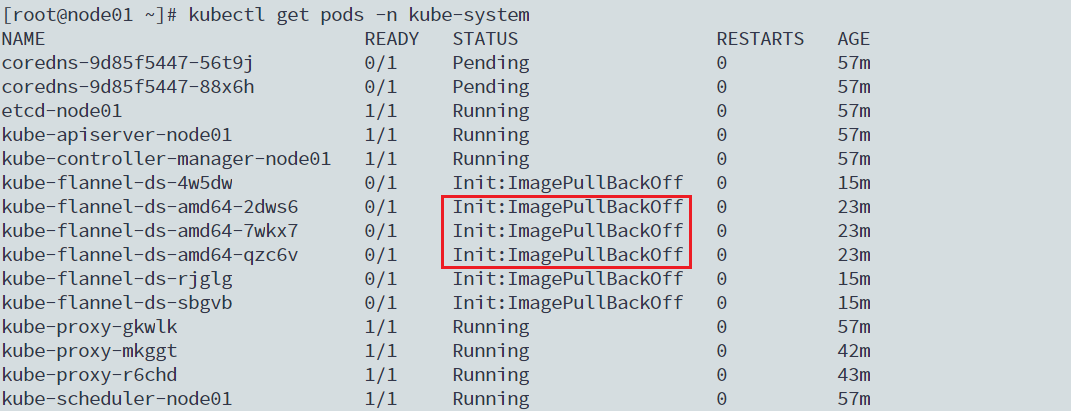 [root@node01 ~]# kubectl get pods -n kube-system
NAME READY STATUS RESTARTS AGE
coredns-9d85f5447-56t9j 0/1 Pending 0 57m
coredns-9d85f5447-88x6h 0/1 Pending 0 57m
etcd-node01 1/1 Running 0 57m
kube-apiserver-node01 1/1 Running 0 57m
kube-controller-manager-node01 1/1 Running 0 57m
kube-flannel-ds-4w5dw 0/1 Init:ImagePullBackOff 0 15m
kube-flannel-ds-amd64-2dws6 0/1 Init:ImagePullBackOff 0 23m
kube-flannel-ds-amd64-7wkx7 0/1 Init:ImagePullBackOff 0 23m
kube-flannel-ds-amd64-qzc6v 0/1 Init:ImagePullBackOff 0 23m
kube-flannel-ds-rjglg 0/1 Init:ImagePullBackOff 0 15m
kube-flannel-ds-sbgvb 0/1 Init:ImagePullBackOff 0 15m
kube-proxy-gkwlk 1/1 Running 0 57m
kube-proxy-mkggt 1/1 Running 0 42m
kube-proxy-r6chd 1/1 Running 0 43m
kube-scheduler-node01 1/1 Running 0 57m